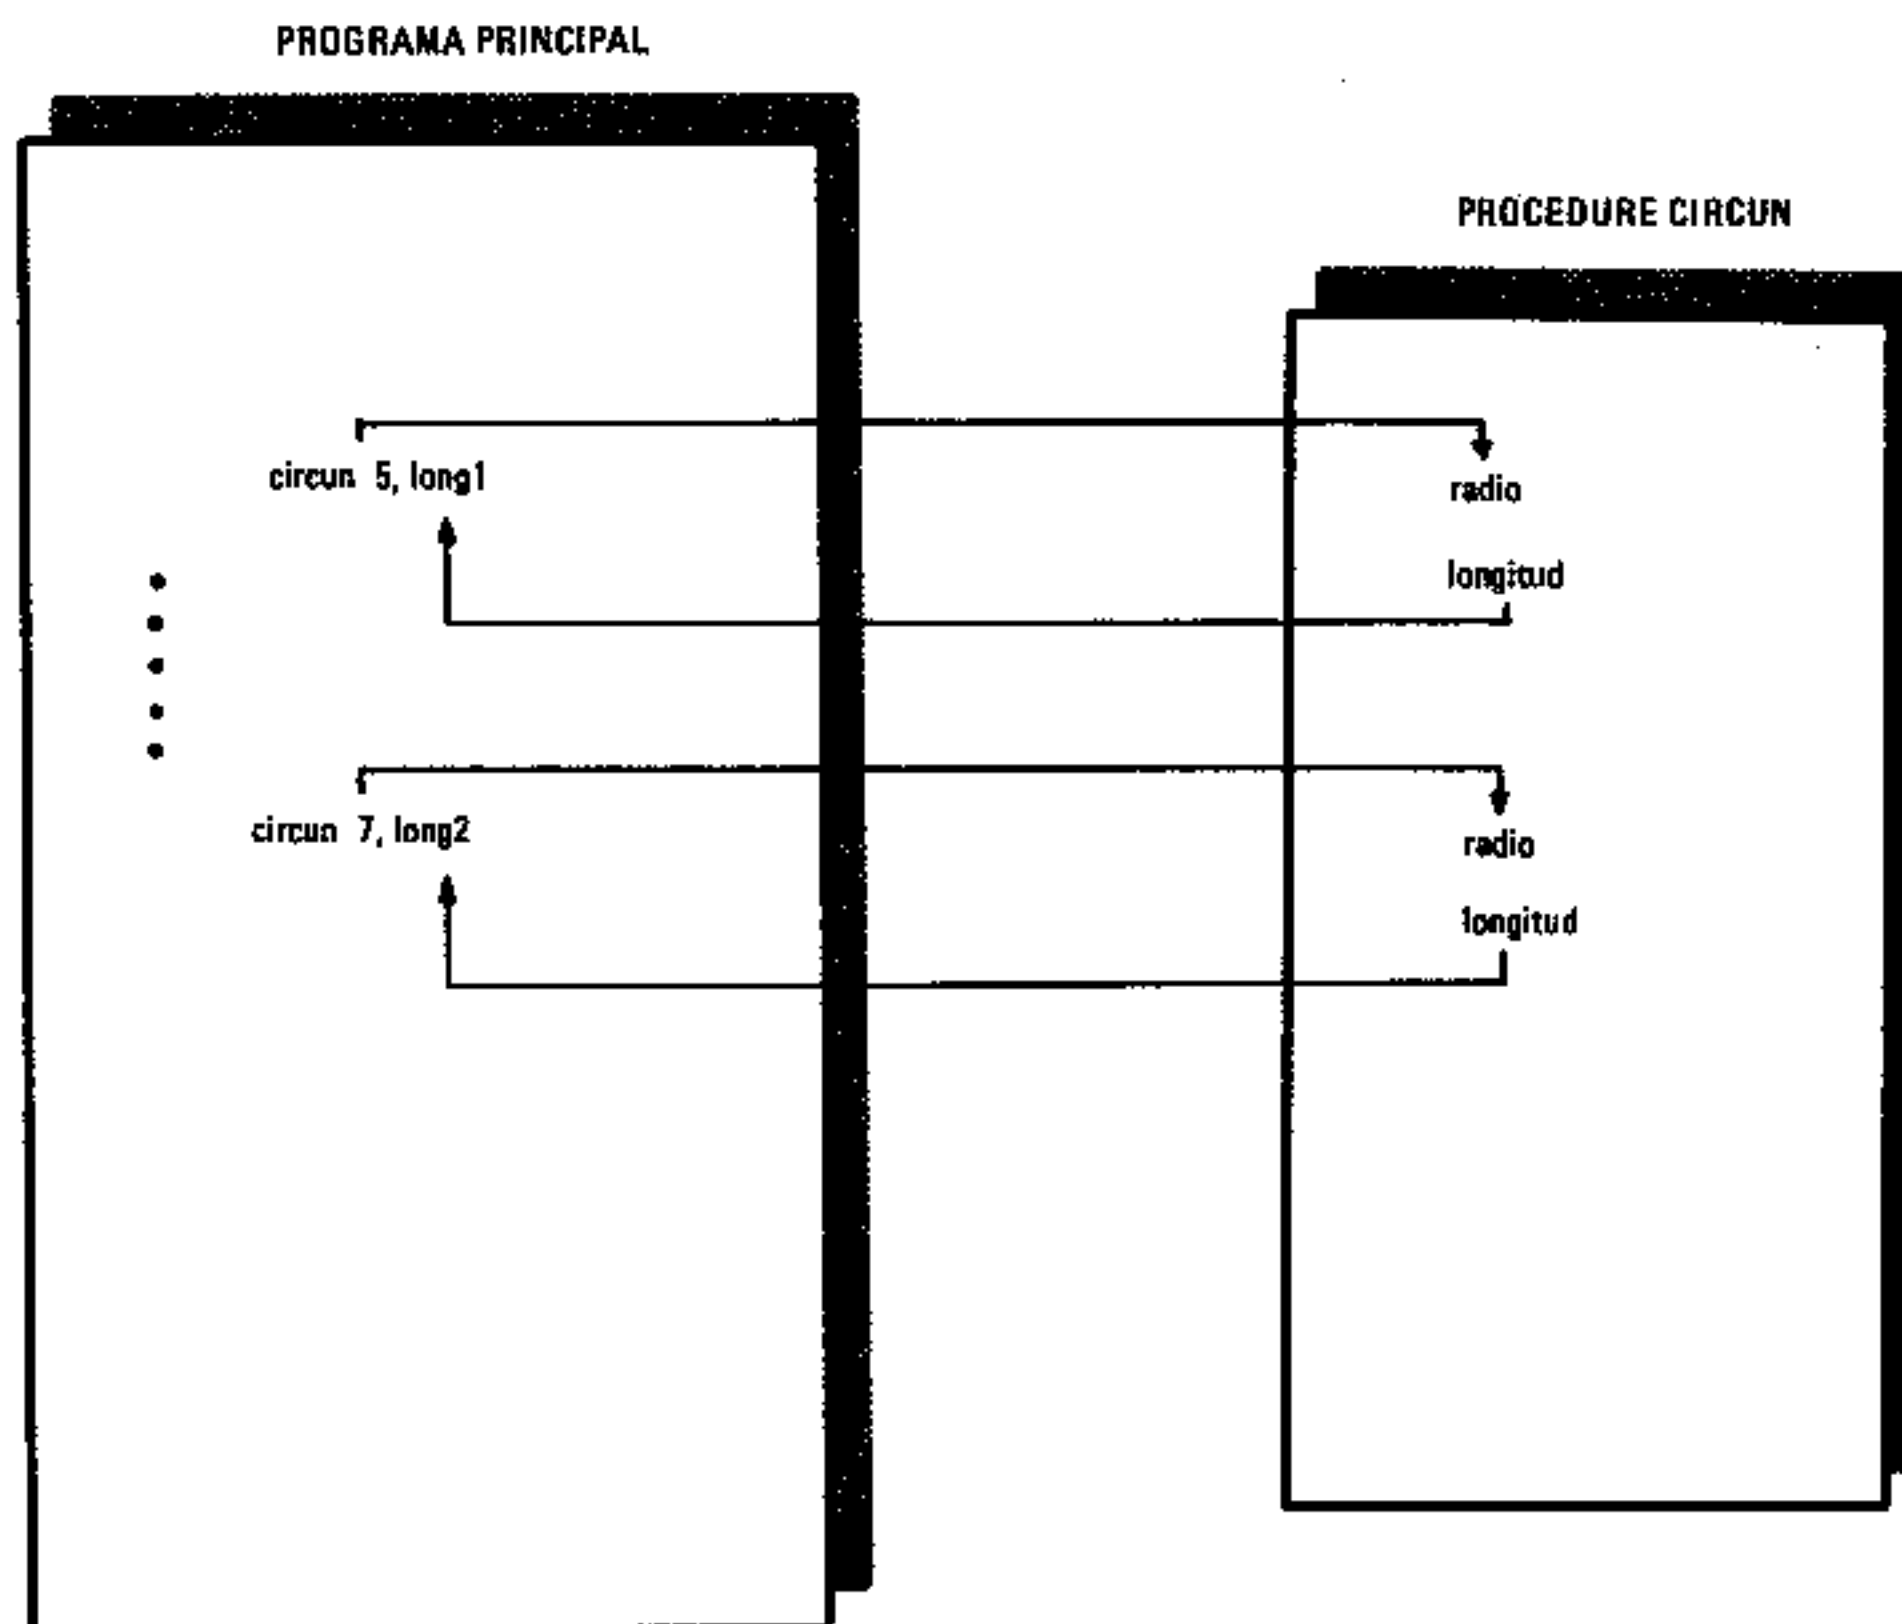 PROGRAMA PRINCIPAL
PROCEDURE CIRCUN
circun 5, long1
radio
longitud
circun 7, long2
radio
longitud